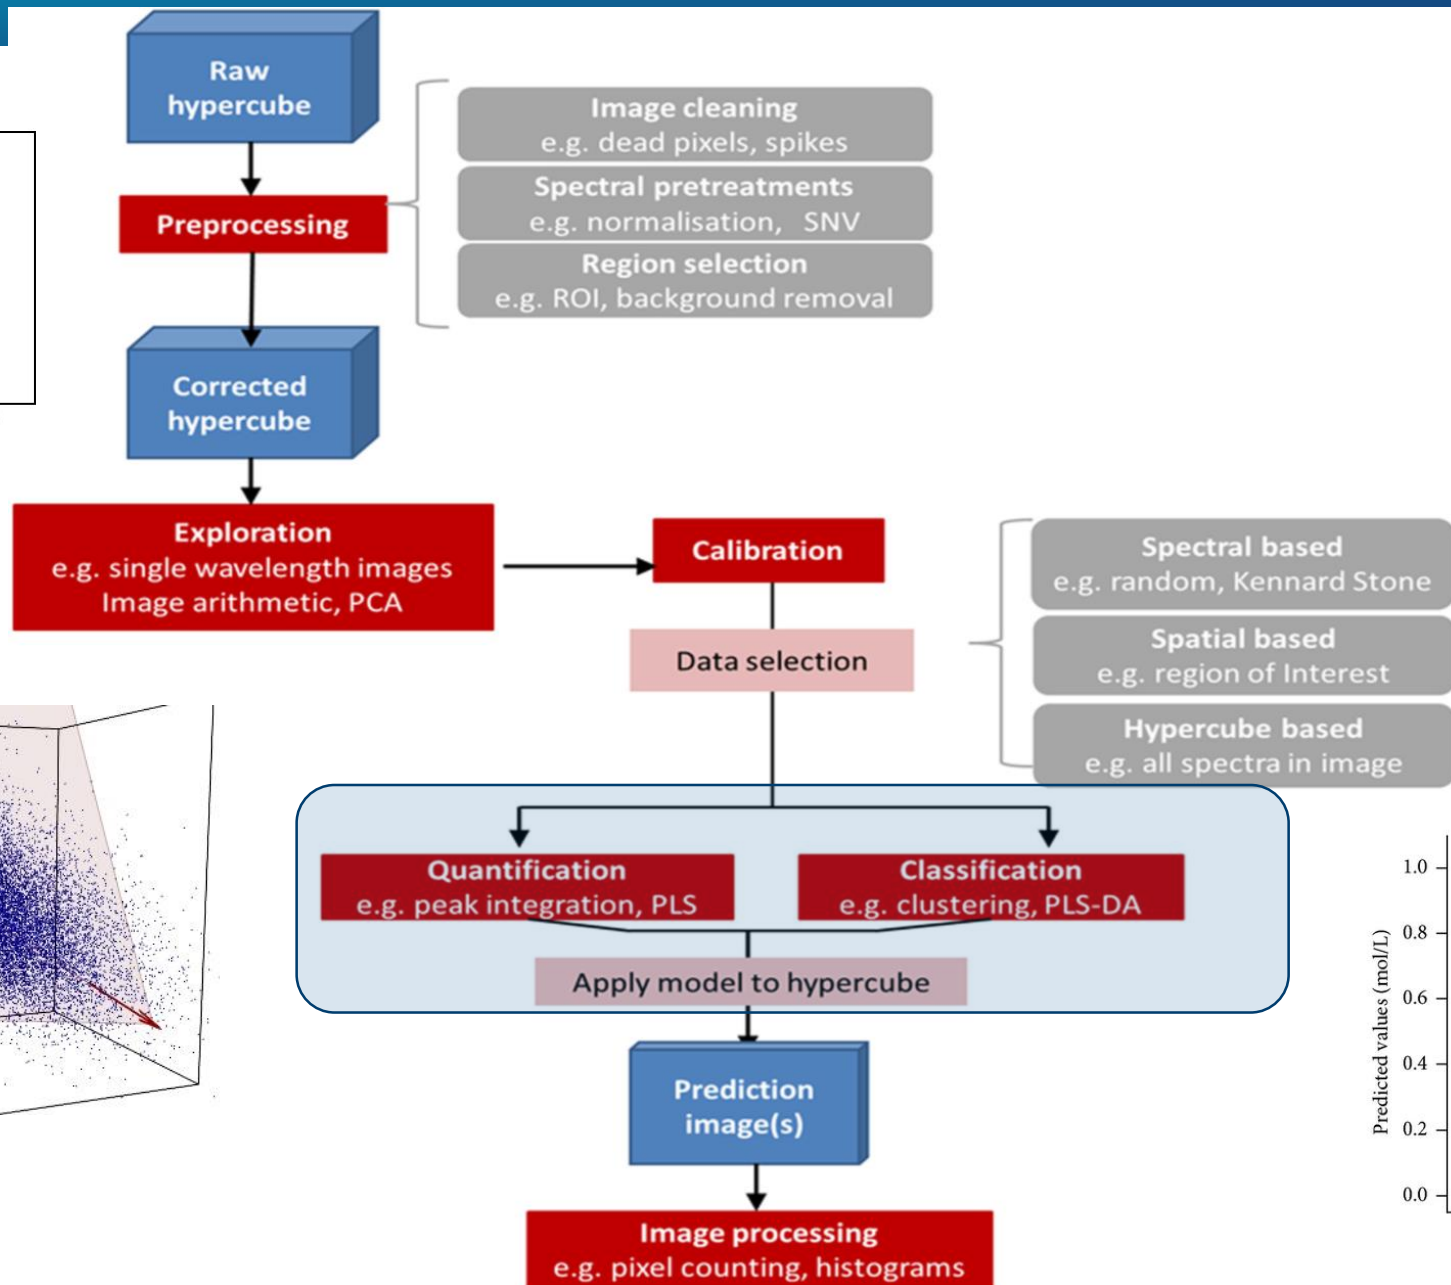 Raw
hypercube
Image cleaning
e.g. dead pixels, spikes
Spectral pretreatments
e.g. normalisation, SNV
Region selection
e.g. ROI, background removal
Preprocessing
Corrected
hypercube
Exploration
e.g. single wavelength images
Image arithmetic, PCA
Calibration
Data selection
Spectral based
e.g. random, Kennard Stone
Spatial based
e.g. region of Interest
Hypercube based
e.g. all spectra in image
Quantification
e.g. peak integration, PLS
Classification
e.g. clustering, PLS-DA
Apply model to hypercube
Prediction
image(s)
Image processing
e.g. pixel counting, histograms
Predicted values (mol/L)
1.0
0.8
0.6
0.4
0.2
0.0